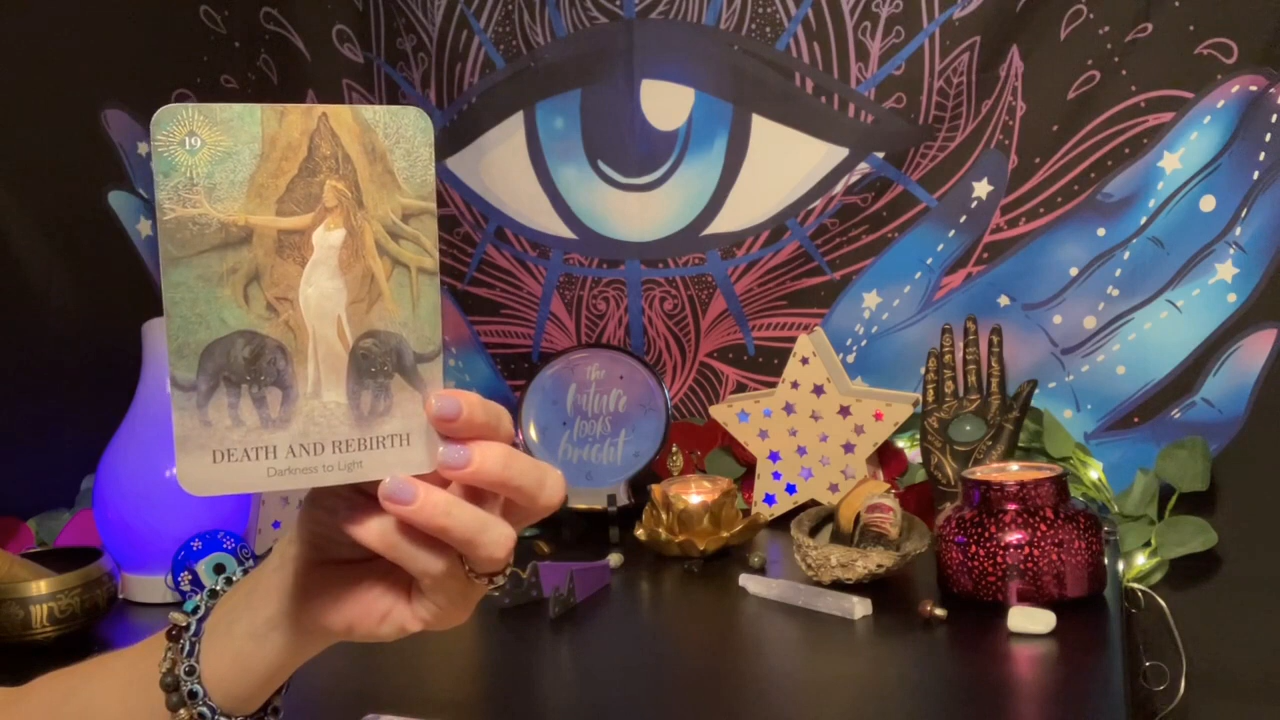 19
DEATH AND REBIRTH
Darkness to Light
the
future
looks
bright